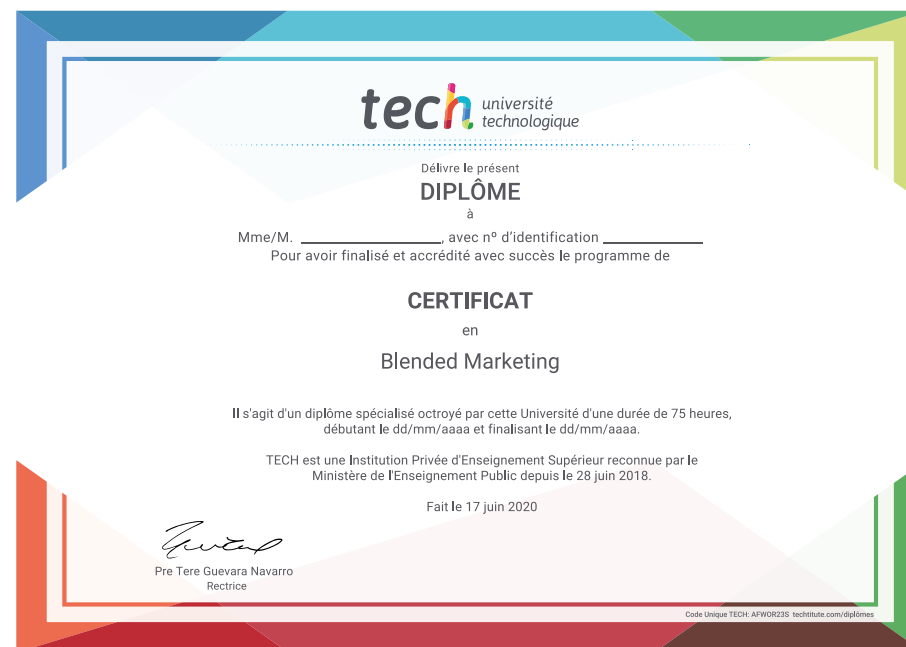 tech université
technologique
Délivre le présent
DIPLÔME
à
Mme/M. ____________________, avec nº d'identification ______________
Pour avoir finalisé et accrédité avec succès le programme de
CERTIFICAT
en
Blended Marketing
Il s'agit d'un diplôme spécialisé octroyé par cette Université d'une durée de 75 heures,
débutant le dd/mm/aaaa et finalisant le dd/mm/aaaa.
TECH est une Institution Privée d'Enseignement Supérieur reconnue par le
Ministère de l'Enseignement Public depuis le 28 juin 2018.
Fait le 17 juin 2020
Pre Tere Guevara Navarro
Rectrice
Code Unique TECH: AFWOR23S techtitute.com/diplômes